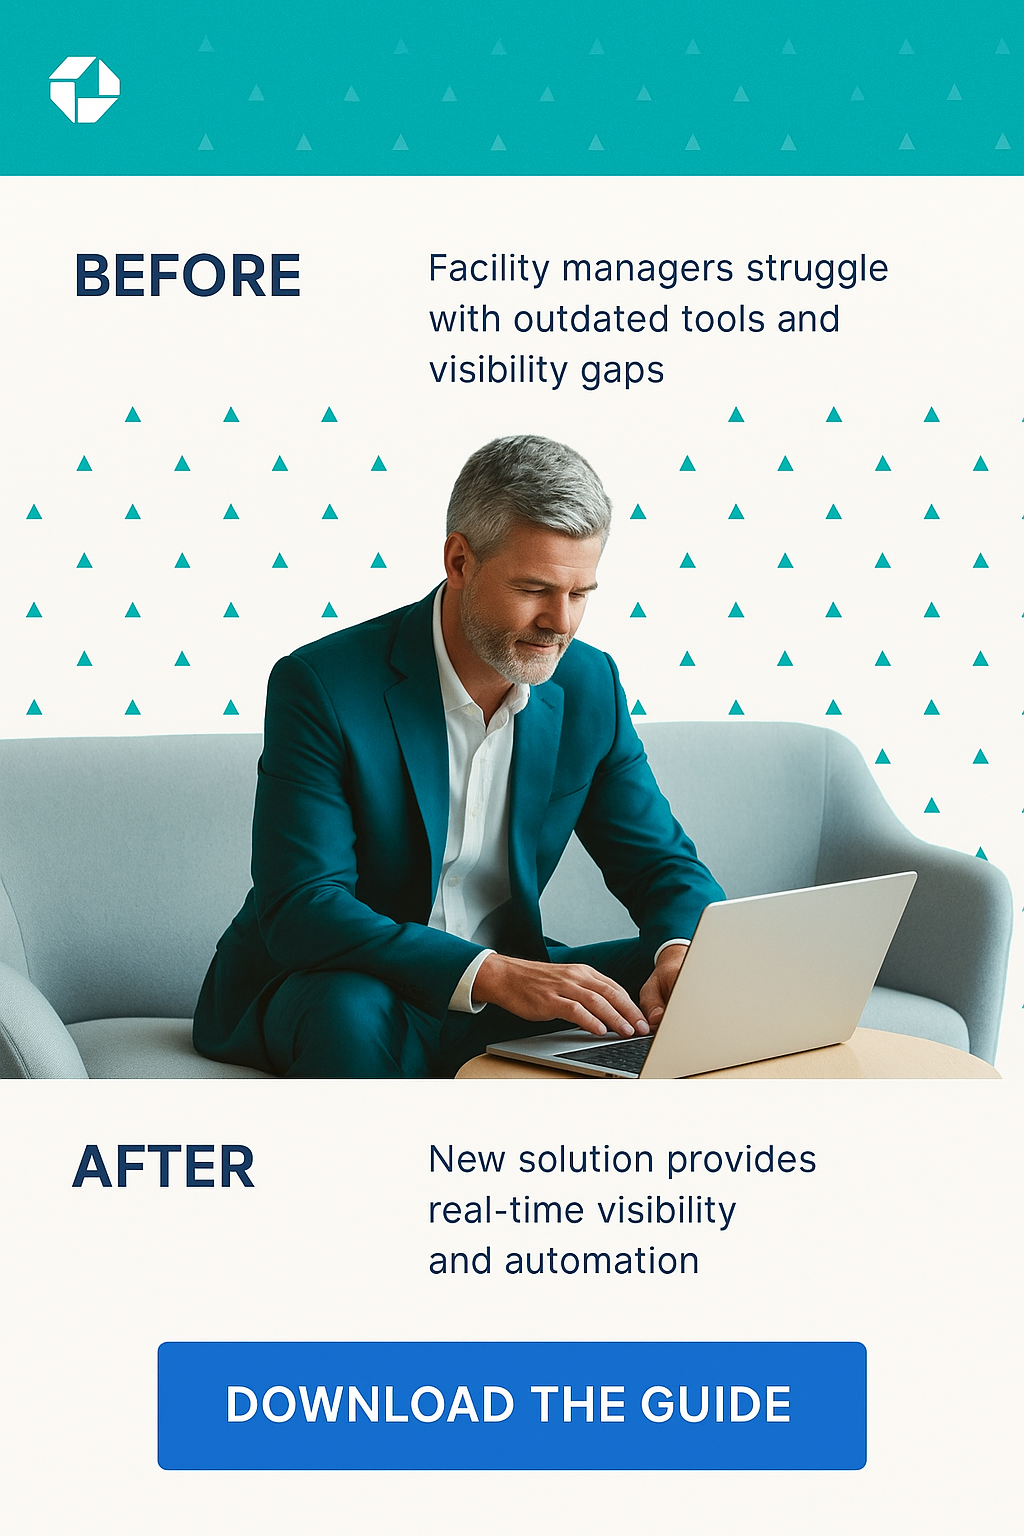 BEFORE
Facility managers struggle
with outdated tools and
visibility gaps
AFTER
New solution provides
real-time visibility
and automation
DOWNLOAD THE GUIDE